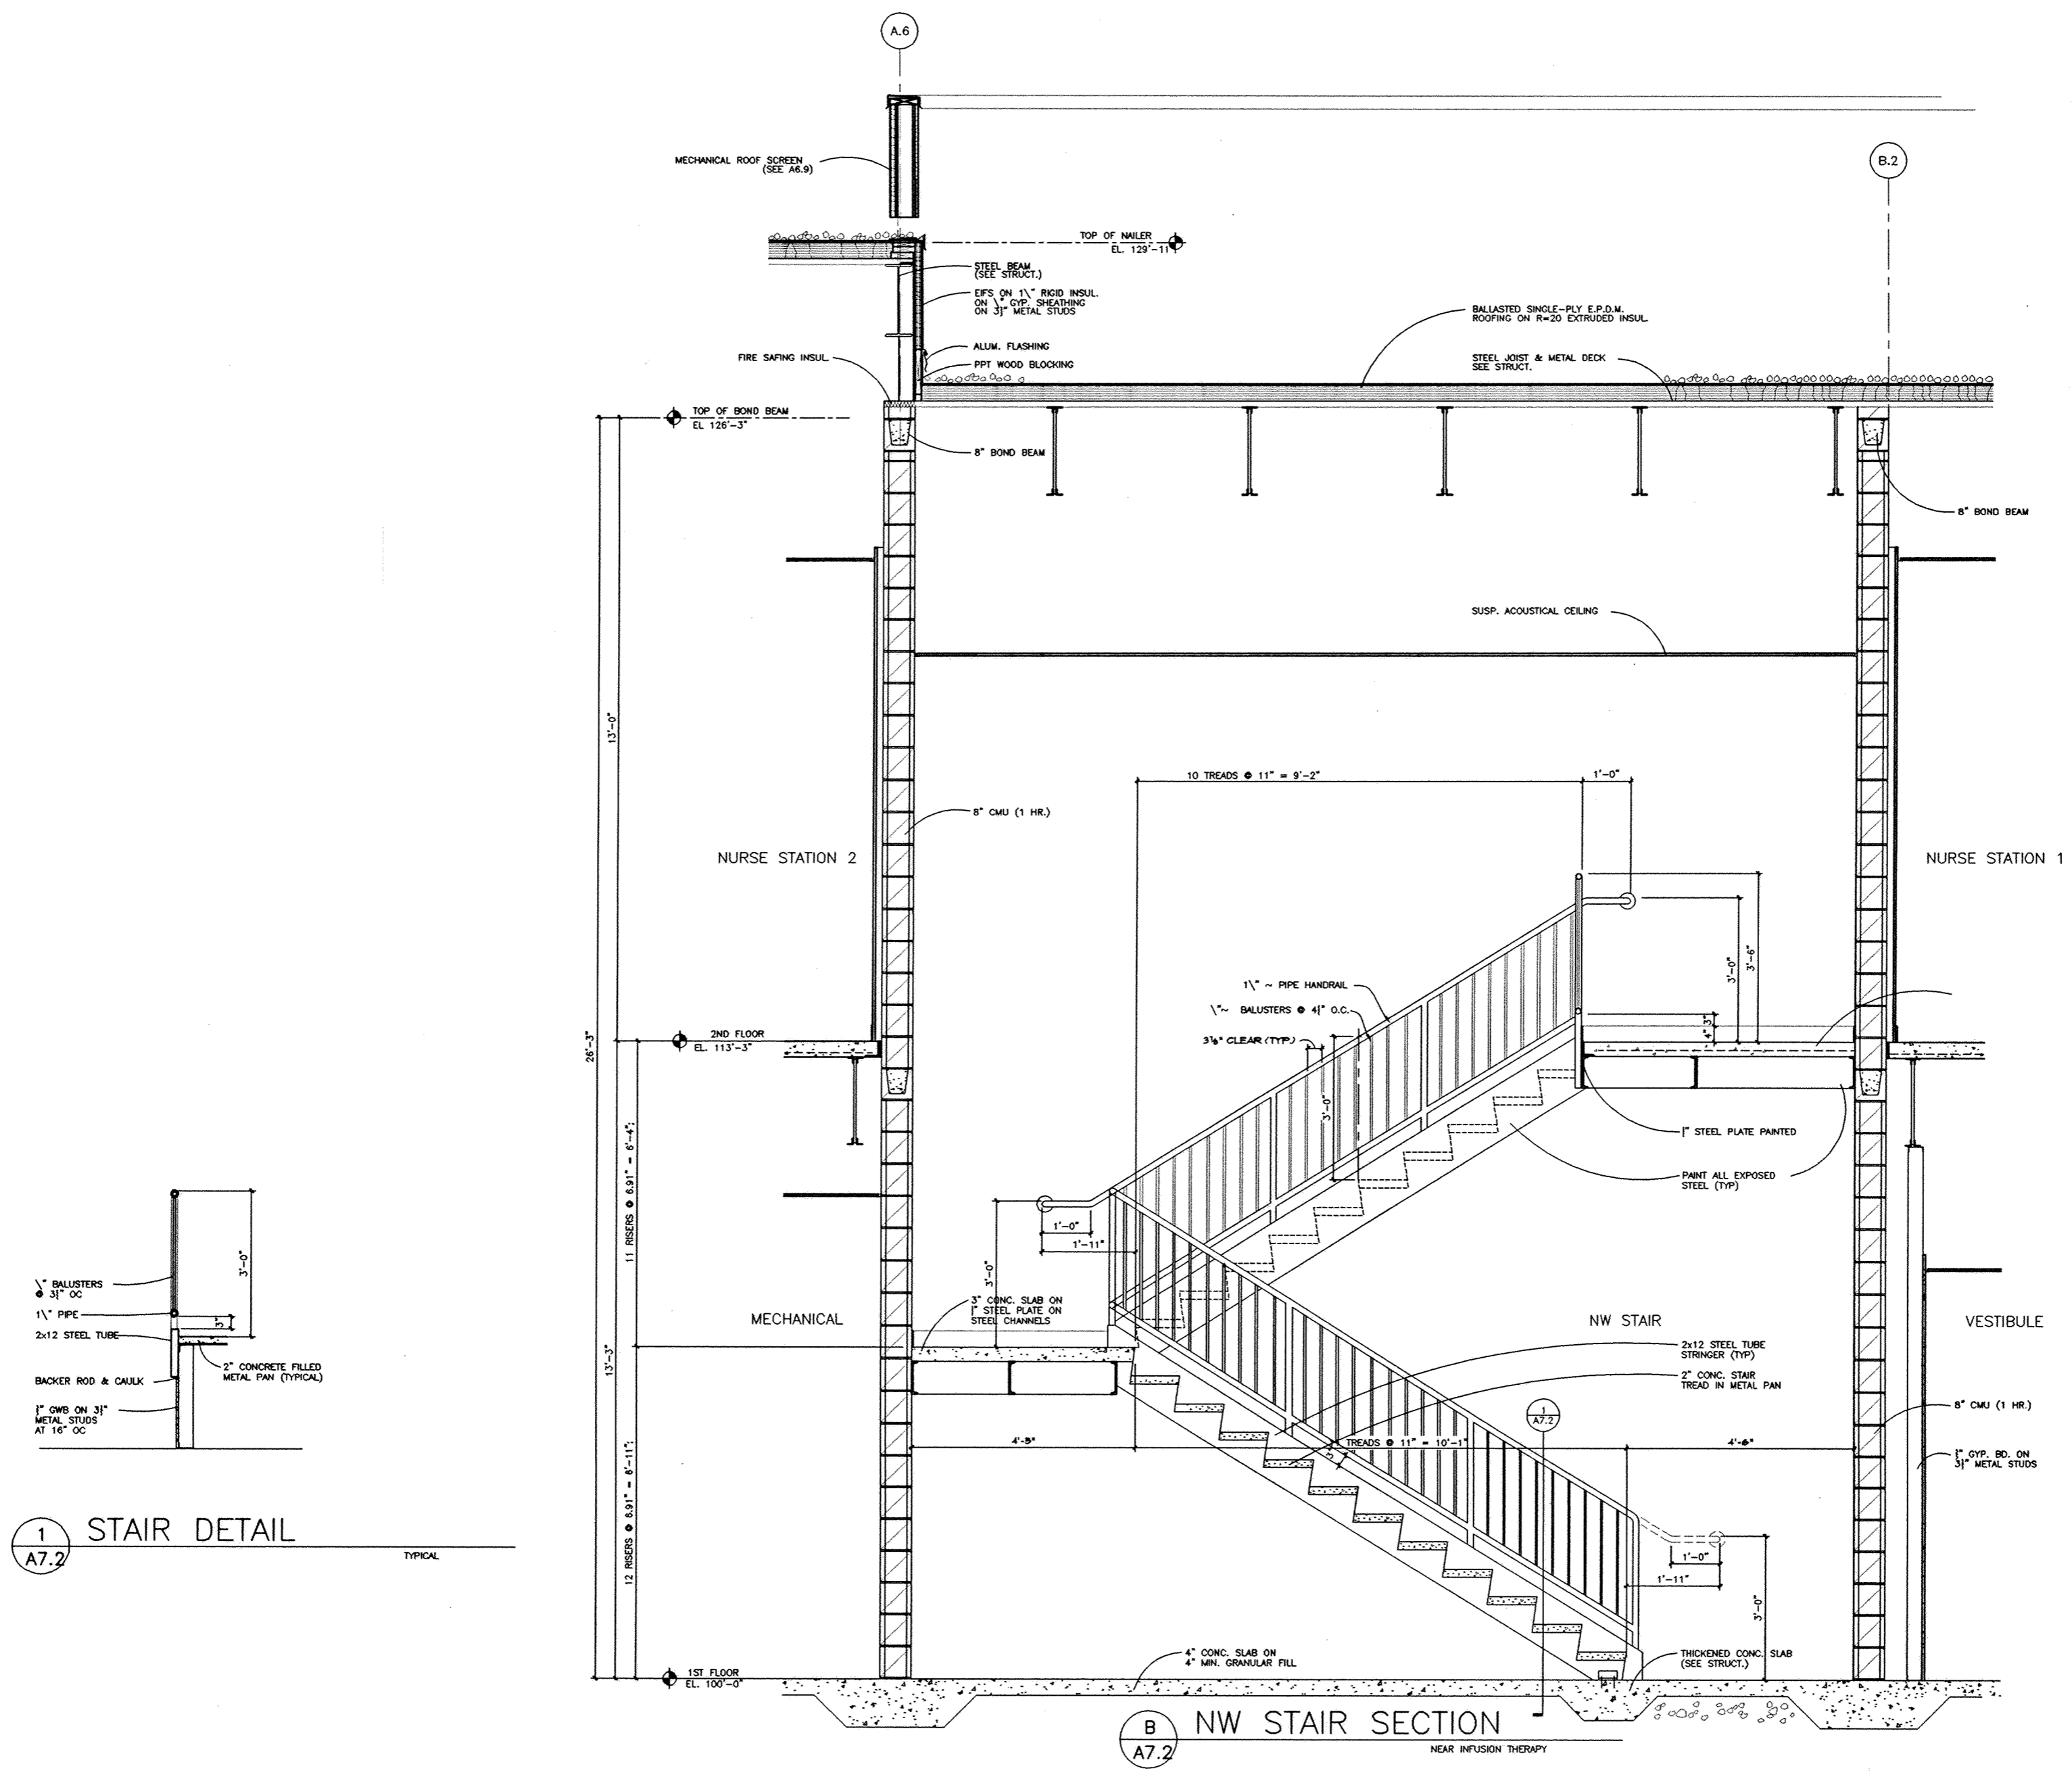 A.6
B.2
MECHANICAL ROOF SCREEN
(SEE A6.9)
TOP OF NAILER
EL. 129'-11
STEEL BEAM
(SEE STRUCT.)
EIFS ON 1\" RIGID INSUL.
ON \" GYP. SHEATHING
METAL STUDS
BALLASTED SINGLE-PLY E.P.D.M.
ROOFING ON R=20 EXTRUDED INSUL.
ALUM. FLASHING
FIRE SAFING INSUL.
PPT WOOD BLOCKING
STEEL JOIST & METAL DECK
SEE STRUCT.
TOP OF BOND BEAM
EL 126'-3"
8" BOND BEAM
8" BOND BEAM
SUSP. ACOUSTICAL CEILING
13'-0"
10 TREADS @ 11" = 9'-2"
1'-0"
8" CMU (1 HR.)
NURSE STATION 2
NURSE STATION 1
3'-0"
3'-6"
1\" ~ PIPE HANDRAIL
\"~ BALUSTERS @
O.C.
CLEAR (TYP.)
3'-0"
4"
3"
2ND FLOOR
EL. 113'-3"
26'-3"
STEEL PLATE PAINTED
PAINT ALL EXPOSED
STEEL (TYP)
11 RISERS @ 6.91" = 6'-4"
1'-0"
1'-11"
3'-0"
3" CONC. SLAB ON
STEEL PLATE ON
STEEL CHANNELS
MECHANICAL
NW STAIR
VESTIBULE
2x12 STEEL TUBE
STRINGER (TYP)
2" CONC. STAIR
TREAD IN METAL PAN
1
A7.2
8" CMU (1 HR.)
GYP. BD. ON
METAL STUDS
13'-3"
TREADS @ 11" = 10'-1"
3"
4'-6"
12 RISERS @ 6.91" = 6'-11"
1'-0"
1'-11"
3'-0"
THICKENED CONC. SLAB
(SEE STRUCT.)
4" CONC. SLAB ON
4" MIN. GRANULAR FILL
1ST FLOOR
EL. 100'-0"
B
A7.2
NW STAIR SECTION
NEAR INFUSION THERAPY
3'-0"
\" BALUSTERS
OC
1\" PIPE
3"
2x12 STEEL TUBE
2" CONCRETE FILLED
METAL PAN (TYPICAL)
BACKER ROD & CAULK
GWB ON
METAL STUDS
AT 16" OC
1
A7.2
STAIR DETAIL
TYPICAL